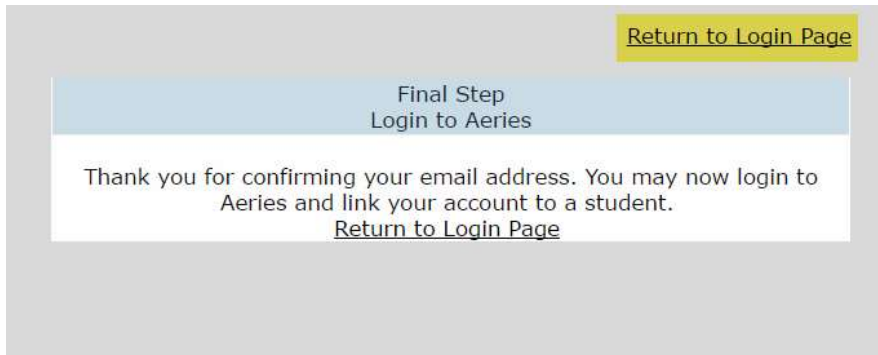 Return to Login Page
Final Step
Login to Aeries
Thank you for confirming your email address. You may now login to
Aeries and link your account to a student.
Return to Login Page